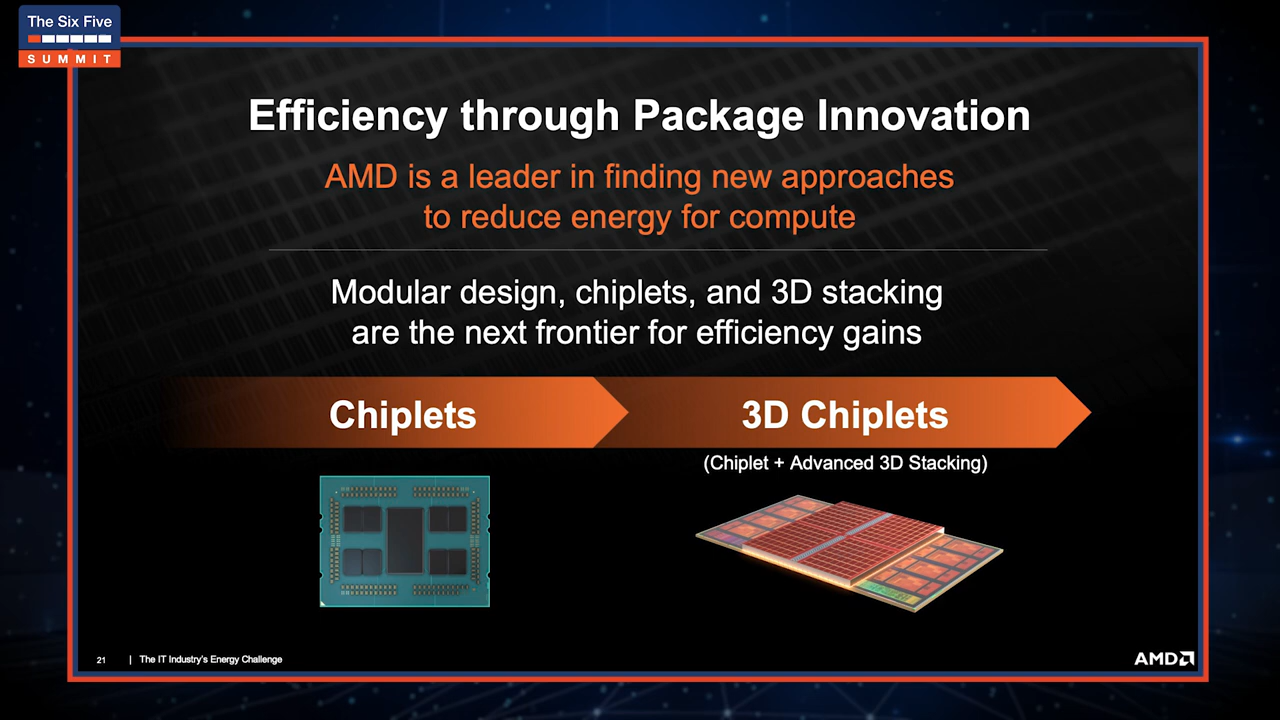 The Six Five
SUMMIT
Efficiency through Package Innovation
AMD is a leader in finding new approaches
to reduce energy for compute
Modular design, chiplets, and 3D stacking
are the next frontier for efficiency gains
Chiplets
3D Chiplets
(Chiplet + Advanced 3D Stacking)
21 | The IT Industry's Energy Challenge
AMD